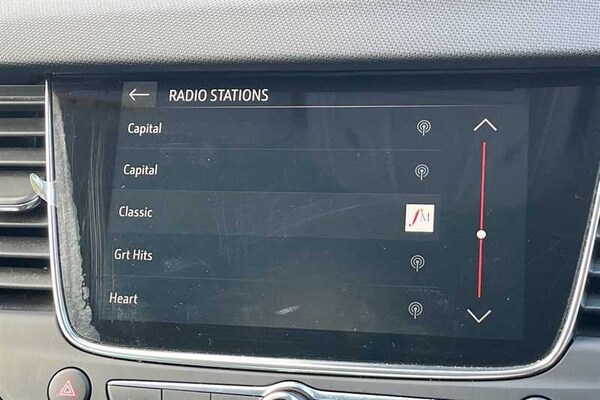 RADIO STATIONS
Capital
Capital
Classic
fM
Grt Hits
Heart